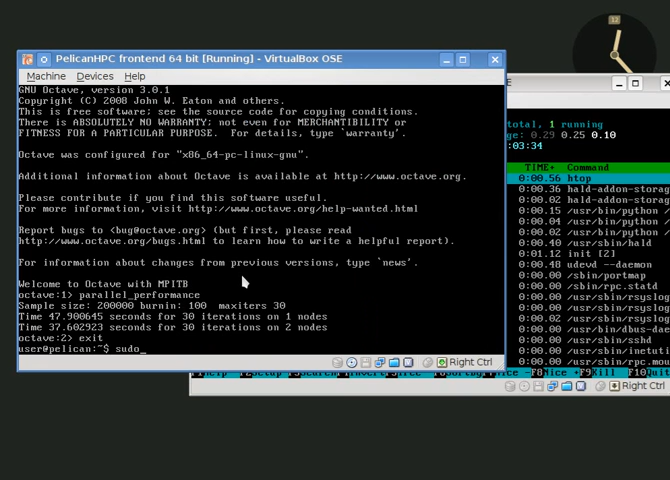 12
PelicanHPC frontend 64 bit [Running] - VirtualBox OSE
Machine Devices Help
GNU Octave, version 3.0.1
Copyright (C) 2008 John W. Eaton and others.
This is free software; see the source code for copying conditions.
There is ABSOLUTELY NO WARRANTY; not even for MERCHANTIBILITY or
FITNESS FOR A PARTICULAR PURPOSE. For details, type `warranty'.
Octave was configured for "x86_64-pc-linux-gnu".
Additional information about Octave is available at http://www.octave.org.
Please contribute if you find this software useful.
For more information, visit http://www.octave.org/help-wanted.html
Report bugs to <bug@octave.org> (but first, please read
http://www.octave.org/bugs.html to learn how to write a helpful report).
For information about changes from previous versions, type `news'.
Welcome to Octave with MPITB
octave:1> parallel_performance
Sample size: 200000 burnin: 100 maxiters 30
Time 47.900645 seconds for 30 iterations on 1 nodes
Time 37.602923 seconds for 30 iterations on 2 nodes
octave:2> exit
user@pelican:~$ sudo_
Right Ctrl
E
total, 1 running
ge: 0.29 0.25 0.10
:03:34
TIME+ Command
0:00.56 htop
0:00.36 hald-addon-storag
0:00.02 hald-addon-storag
0:00.15 /usr/bin/python /
0:00.04 /usr/bin/python /
0:00.50 /usr/sbin/hald
0:01.12 init [2]
0:00.48 udevd --daemon
0:00.00 /sbin/portmap
0:00.00 /sbin/rpc.statd
0:00.02 /usr/sbin/rsyslog
0:00.00 /usr/sbin/rsyslog
0:00.00 /usr/sbin/rsyslog
0:00.06 /usr/bin/dbus-dae
0:00.00 /usr/sbin/sshd
0:00.00 /usr/sbin/inetuti
0:00.00 /usr/sbin/rpc.mou
F8Nice +F9Kill F10Quit
Right Ctrl